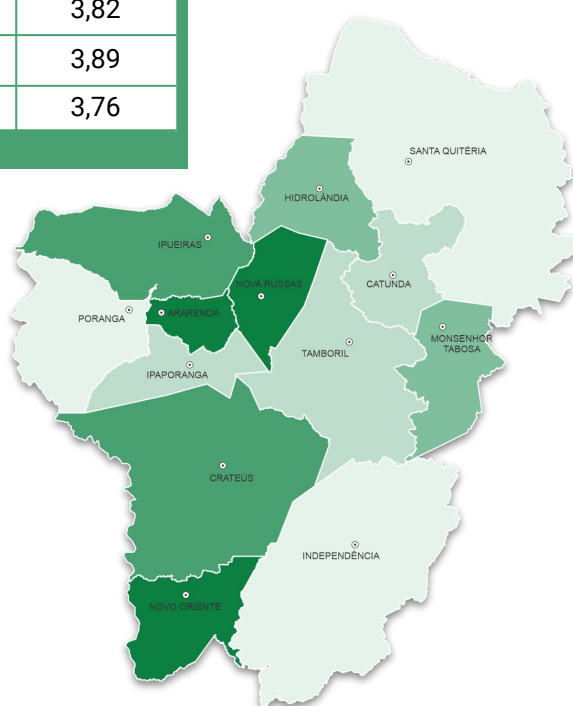 3,82
3,89
3,76
SANTA QUITÉRIA
HIDROLÂNDIA
IPUEIRAS
CATUNDA
NOVA RUSSAS
PORANGA
ARARENDÁ
MONSENHOR
TABOSA
TAMBORIL
IPAPORANGA
CRATEÚS
INDEPENDÊNCIA
NOVO ORIENTE